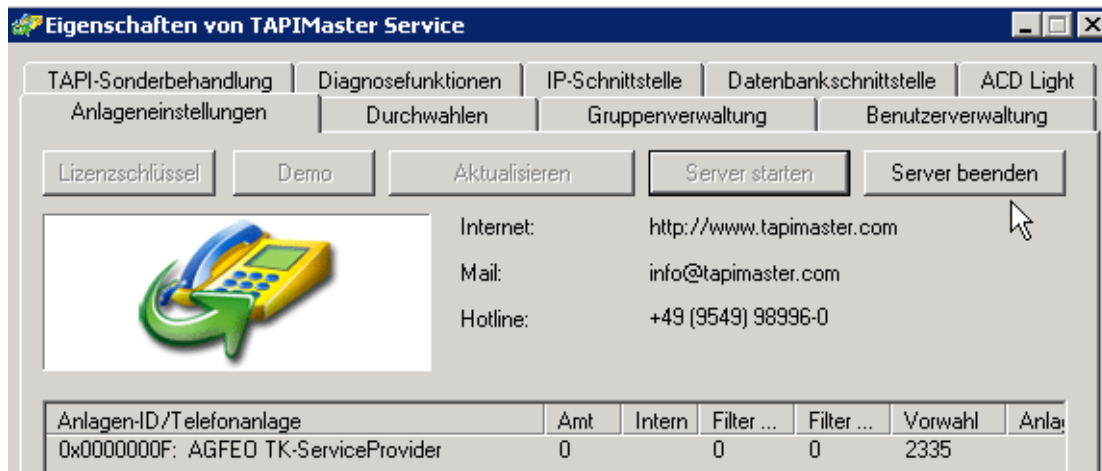 Eigenschaften von TAPIMaster Service
TAPI-Sonderbehandlung Diagnosefunktionen IP-Schnittstelle Datenbankschnittstelle ACD Light
Anlageneinstellungen Durchwahlen Gruppenverwaltung Benutzerverwaltung
Lizenzschlüssel Demo Aktualisieren Server starten Server beenden
Internet: http://www.tapimaster.com
Mail: info@tapimaster.com
Hotline: +49 (9549) 98996-0
Anlagen-ID/Telefonanlage Amt Intern Filter ... Filter ... Vorwahl Anla
0x0000000F: AGFEO TK-ServiceProvider 0 0 0 2335